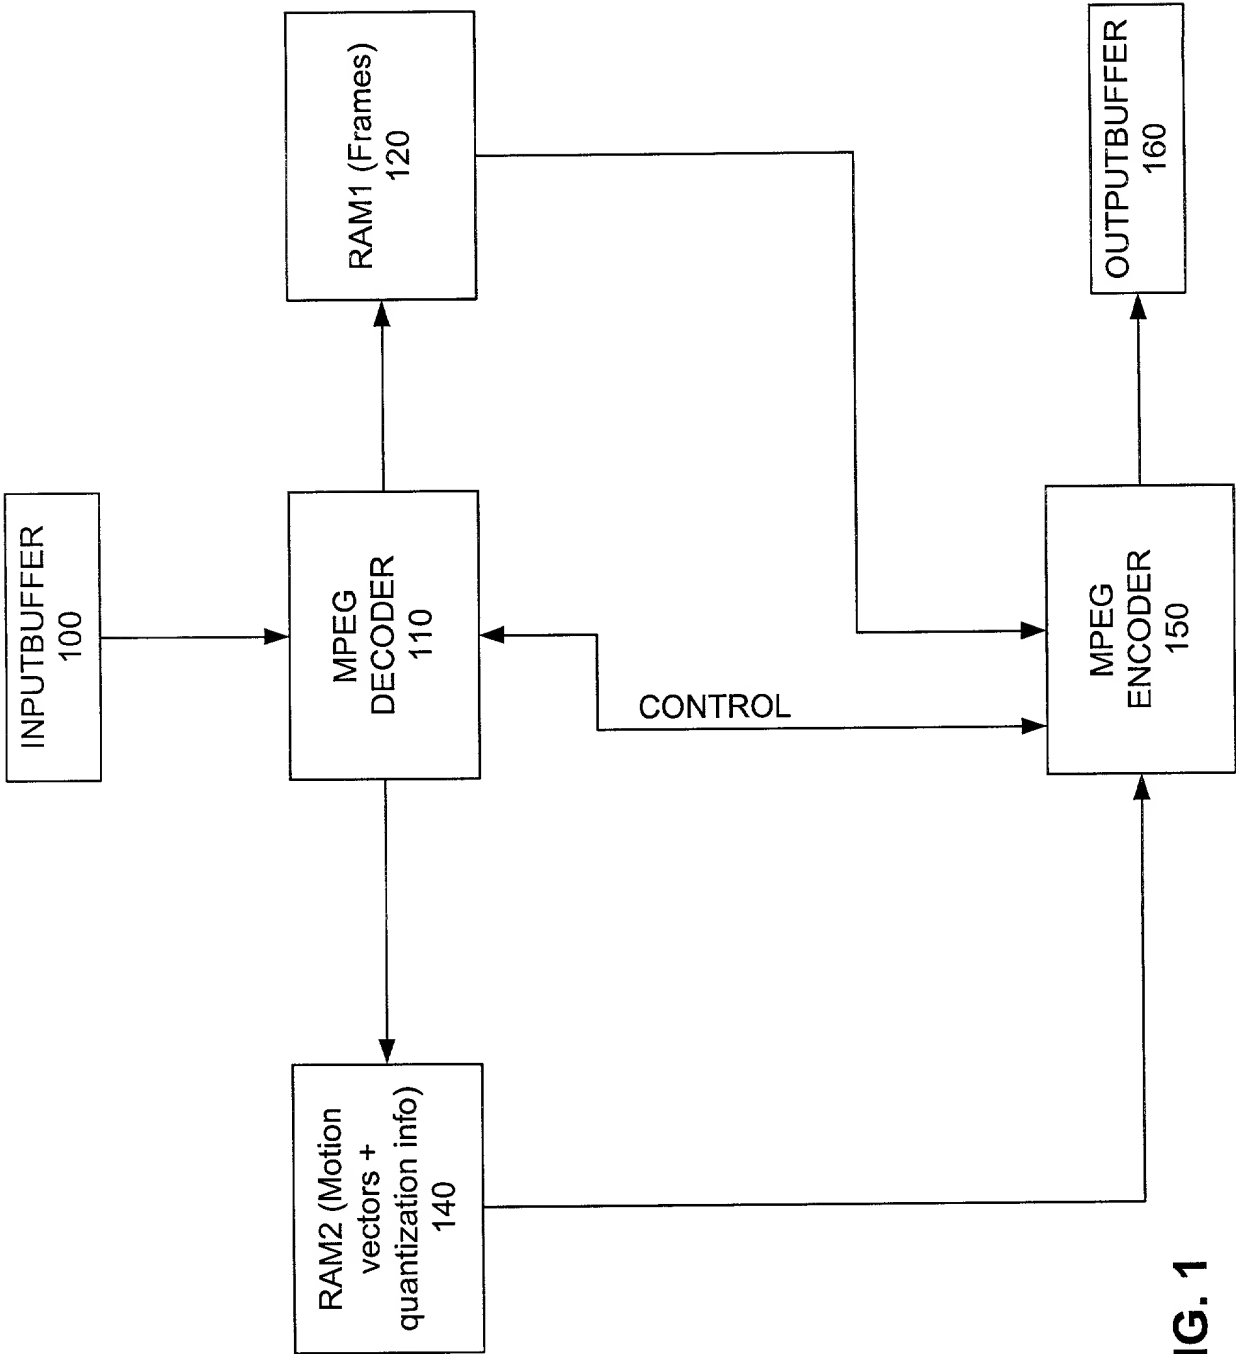 INPUTBUFFER
100
RAM2 (Motion
vectors +
quantization info)
140
MPEG
DECODER
110
RAM1 (Frames)
120
CONTROL
MPEG
ENCODER
150
OUTPUTBUFFER
160
IG. 1